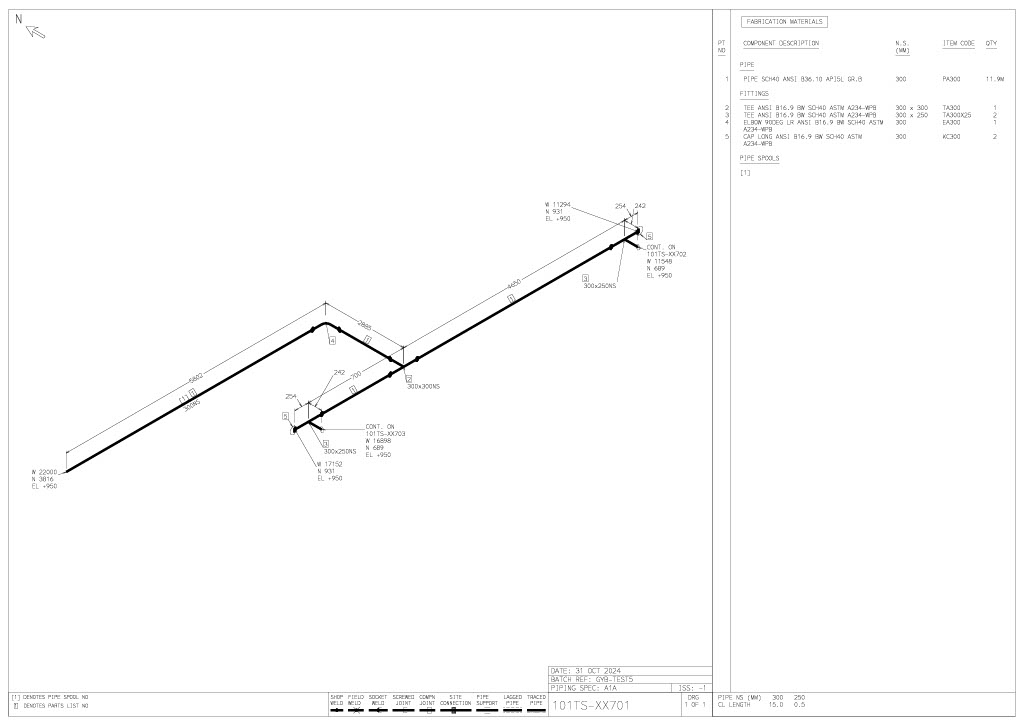 N
FABRICATION MATERIALS
PT NO COMPONENT DESCRIPTION N.S. (MM) ITEM CODE QTY
PIPE
1 PIPE SCH40 ANSI B36.10 API5L GR.B 300 PA300 11.9M
FITTINGS
2 TEE ANSI B16.9 BW SCH40 ASTM A234-WPB 300 x 300 TA300 1
3 TEE ANSI B16.9 BW SCH40 ASTM A234-WPB 300 x 250 TA300X25 2
4 ELBOW 90DEG LR ANSI B16.9 BW SCH40 ASTM 300 EA300 1
A234-WPB
5 CAP LONG ANSI B16.9 BW SCH40 ASTM 300 KC300 2
A234-WPB
PIPE SPOOLS
[1]
W 11294
N 931
EL +950
254
242
5
CONT. ON
101TS-XX702
W 11548
N 689
EL +950
3
300x250NS
4650
1
2885
1
4
5802
[1] 1
300NS
2
300x300NS
700
1
242
254
5
CONT. ON
101TS-XX703
W 16898
N 689
EL +950
3
300x250NS
W 17152
N 931
EL +950
W 22000
N 3816
EL +950
DATE: 31 OCT 2024
BATCH REF: GYB-TEST5
PIPING SPEC: A1A ISS: -1
101TS-XX701
DRG
1 OF 1
PIPE NS (MM) 300 250
CL LENGTH 15.0 0.5
[1] DENOTES PIPE SPOOL NO
1 DENOTES PARTS LIST NO
SHOP WELD
FIELD WELD
SOCKET WELD
SCREWED JOINT
COMPN JOINT
SITE CONNECTION
PIPE SUPPORT
LAGGED PIPE
TRACED PIPE